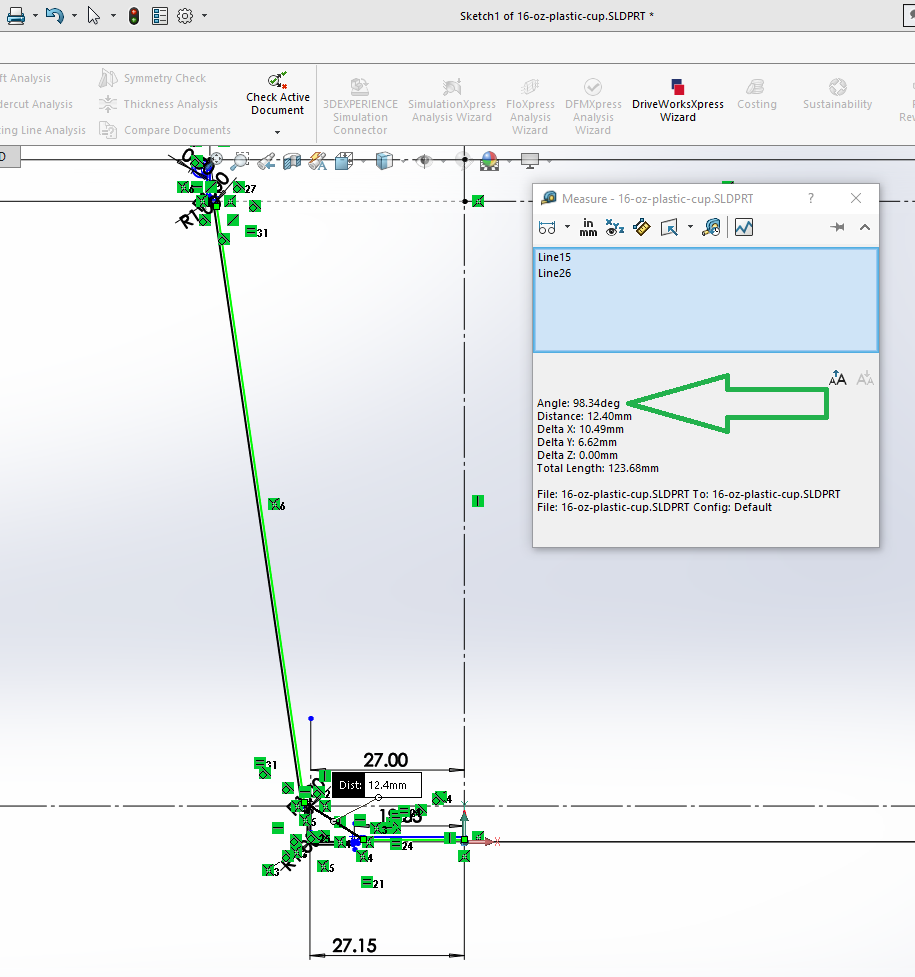 Sketch1 of 16-oz-plastic-cup.SLDPRT *
ft Analysis
Symmetry Check
Check Active
Document
3DEXPERIENCE
Simulation
Connector
SimulationXpress
Analysis Wizard
FloXpress
Analysis
Wizard
DFMXpress
Analysis
Wizard
DriveWorksXpress
Wizard
Costing
Sustainability
dercut Analysis
Thickness Analysis
ting Line Analysis
Compare Documents
Measure - 16-oz-plastic-cup.SLDPRT
?
in
mm
Line15
Line26
Angle: 98.34deg
Distance: 12.40mm
Delta X: 10.49mm
Delta Y: 6.62mm
Delta Z: 0.00mm
Total Length: 123.68mm
File: 16-oz-plastic-cup.SLDPRT To: 16-oz-plastic-cup.SLDPRT
File: 16-oz-plastic-cup.SLDPRT Config: Default
27
31
6
27.00
31
Dist: 12.4mm
4
24
4
5
3
21
X
27.15